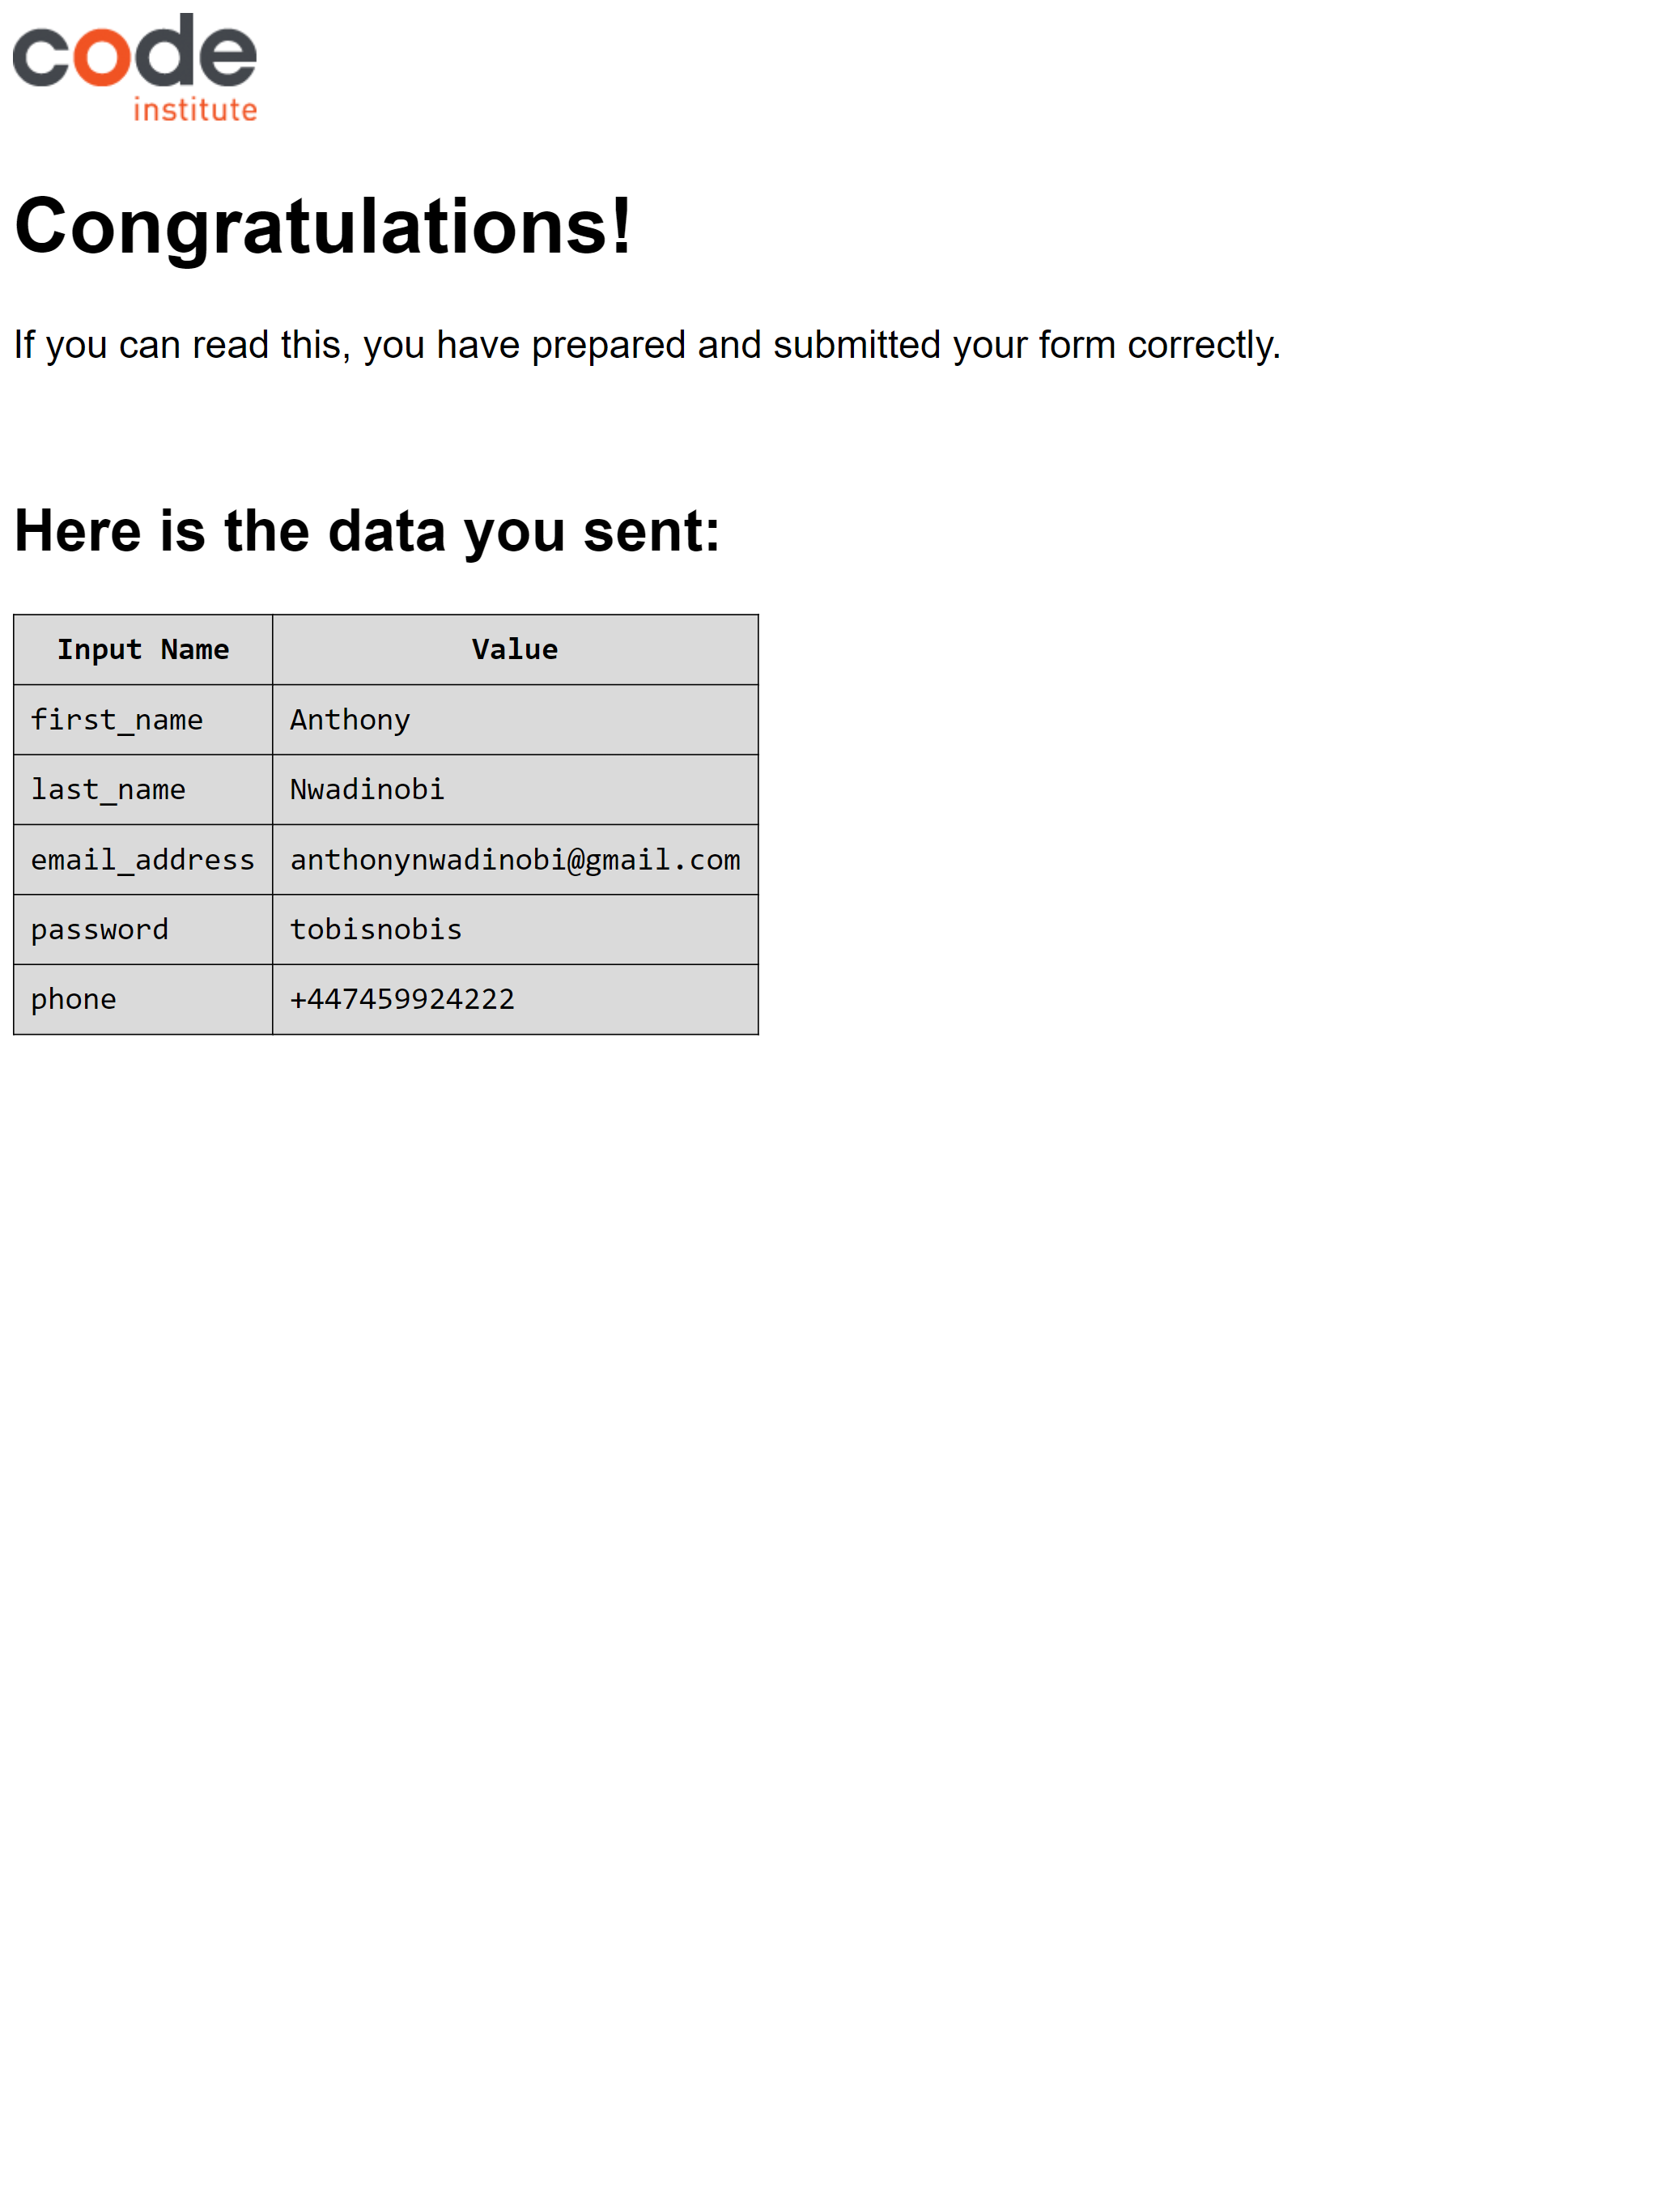 code
institute
Congratulations!
If you can read this, you have prepared and submitted your form correctly.
Here is the data you sent:
Input Name Value
first_name Anthony
last_name Nwadinobi
email_address anthonynwadinobi@gmail.com
password tobisnobis
phone +447459924222